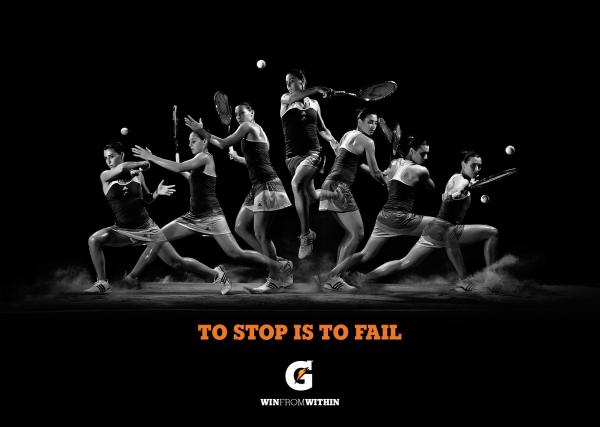 TO STOP IS TO FAIL
G
WINFROMWITHIN